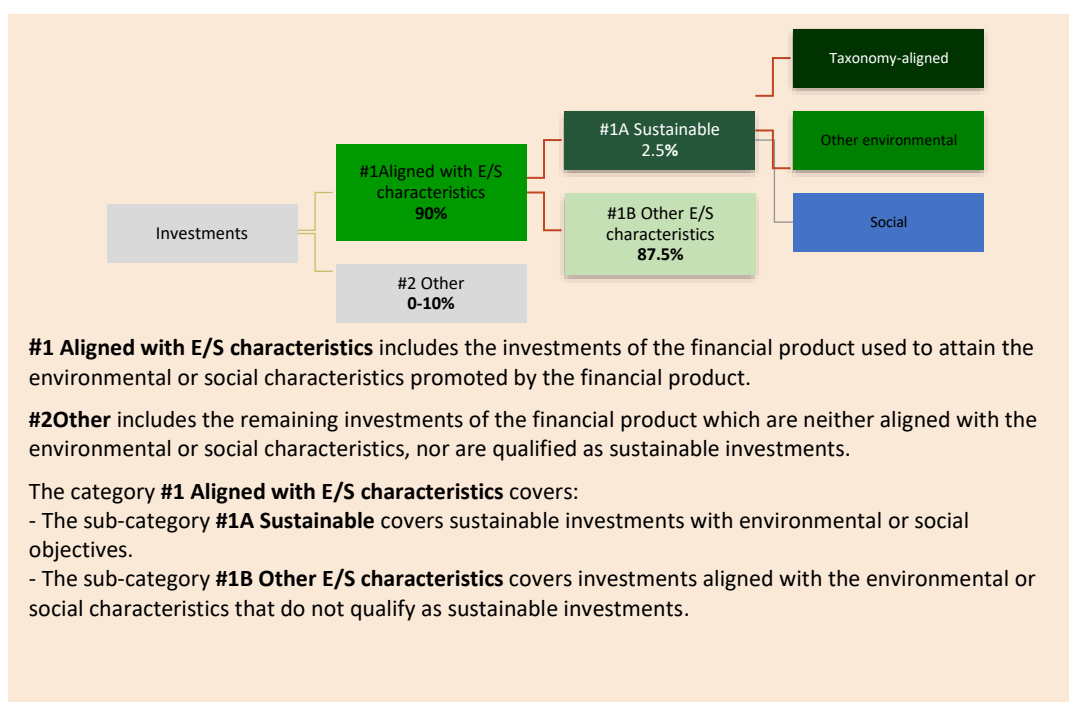 Taxonomy-aligned
#1A Sustainable
2.5%
Other environmental
#1Aligned with E/S
characteristics
90%
#1B Other E/S
characteristics
87.5%
Social
Investments
#2 Other
0-10%
#1 Aligned with E/S characteristics includes the investments of the financial product used to attain the
environmental or social characteristics promoted by the financial product.
#2Other includes the remaining investments of the financial product which are neither aligned with the
environmental or social characteristics, nor are qualified as sustainable investments.
The category #1 Aligned with E/S characteristics covers:
- The sub-category #1A Sustainable covers sustainable investments with environmental or social
objectives.
- The sub-category #1B Other E/S characteristics covers investments aligned with the environmental or
social characteristics that do not qualify as sustainable investments.